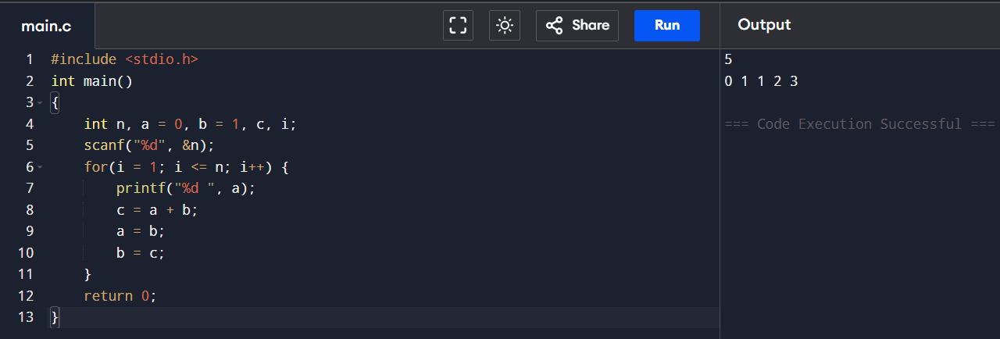 main.c Share Run Output
1 #include <stdio.h>
2 int main()
3 {
4     int n, a = 0, b = 1, c, i;
5     scanf("%d", &n);
6     for(i = 1; i <= n; i++) {
7         printf("%d ", a);
8         c = a + b;
9         a = b;
10         b = c;
11     }
12     return 0;
13 }
5
0 1 1 2 3
=== Code Execution Successful ===